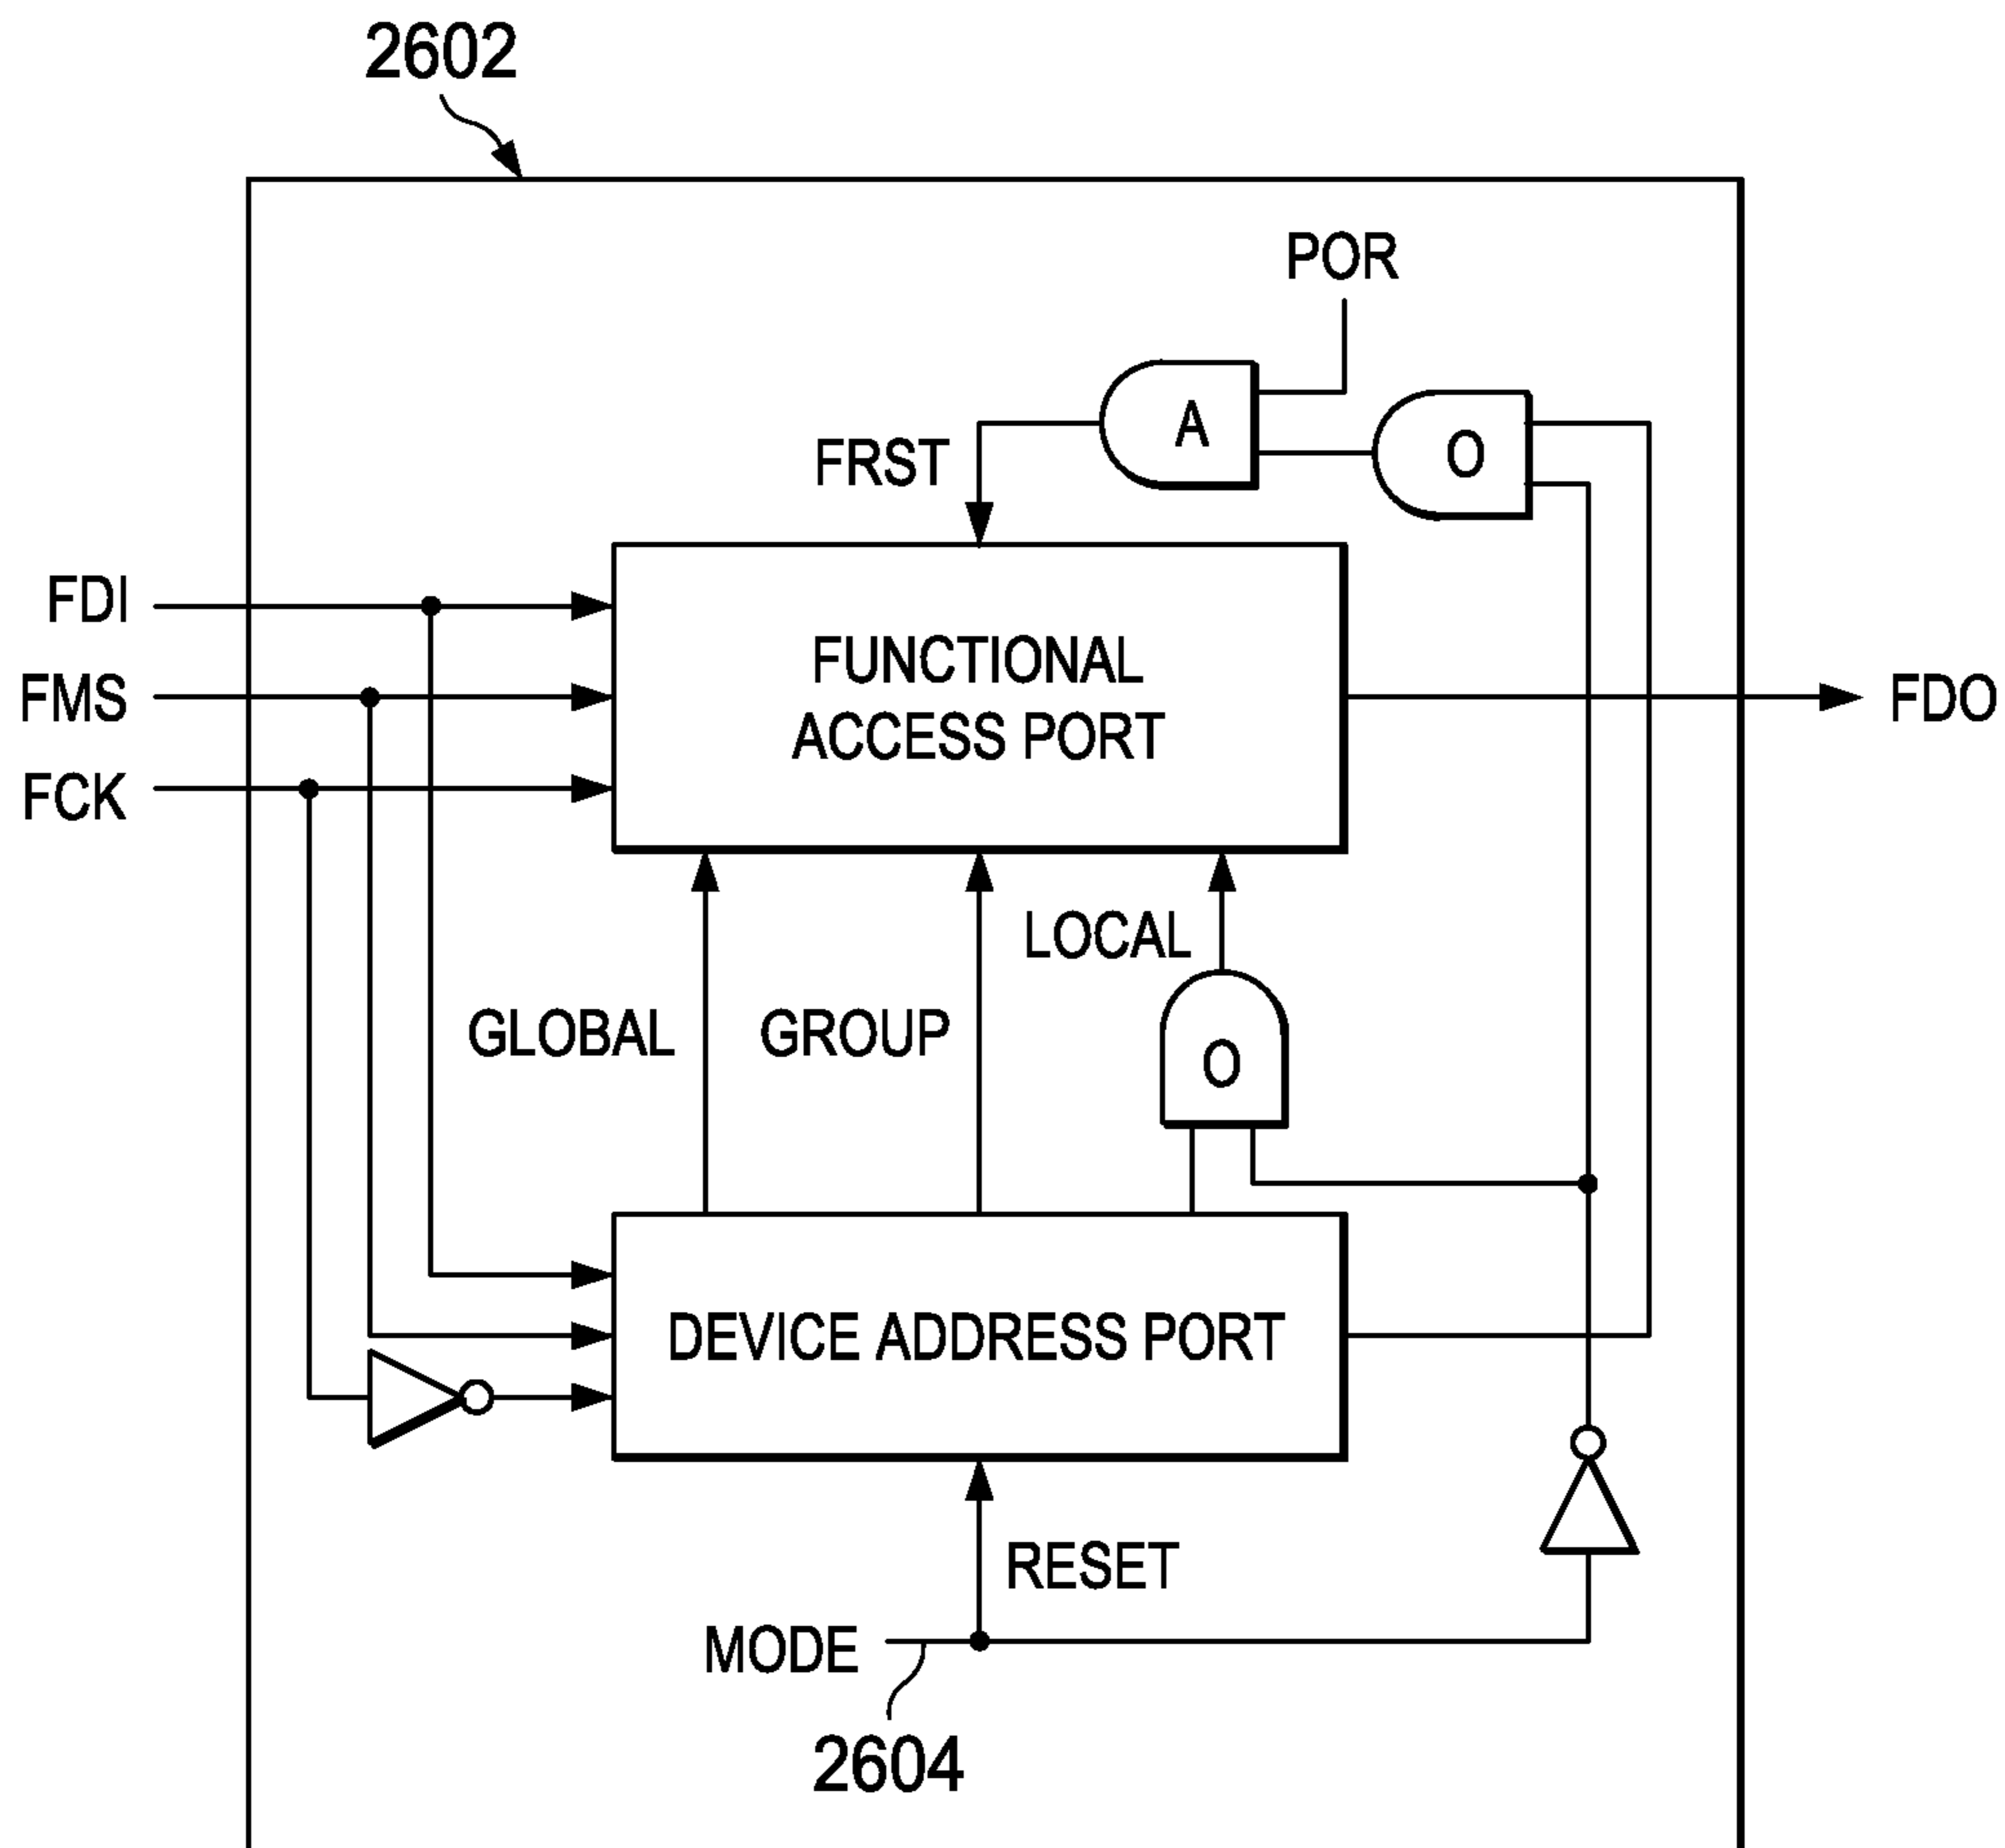 2602
POR
A
O
FRST
FDI
FMS
FCK
FUNCTIONAL
ACCESS PORT
FDO
LOCAL
GLOBAL
GROUP
O
DEVICE ADDRESS PORT
RESET
MODE
2604